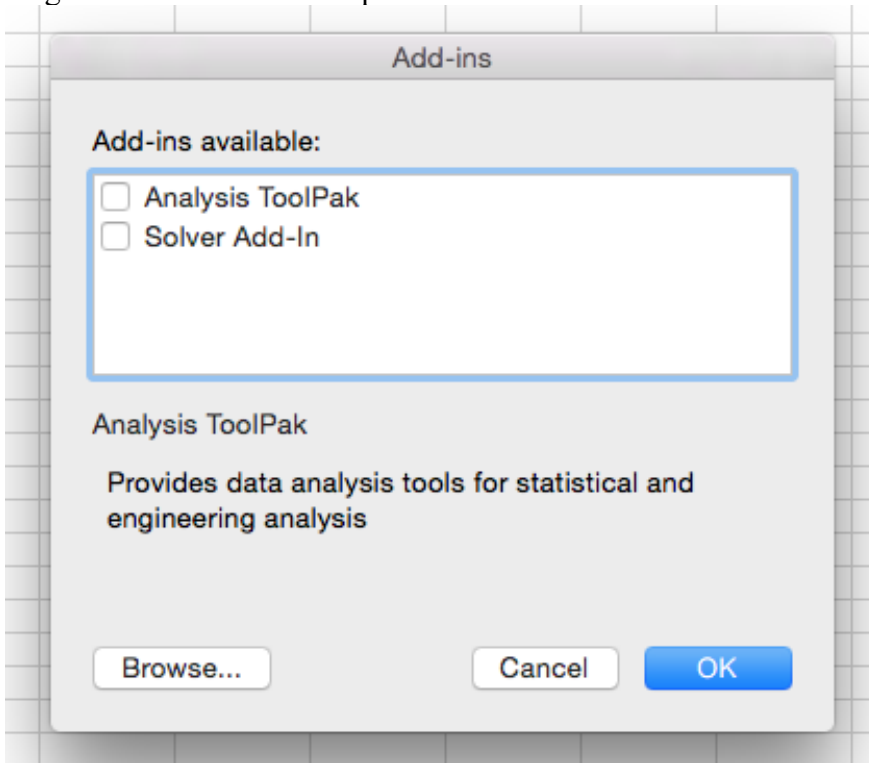 Add-ins
Add-ins available:
Analysis ToolPak
Solver Add-In
Analysis ToolPak
Provides data analysis tools for statistical and
engineering analysis
Browse...
Cancel
OK